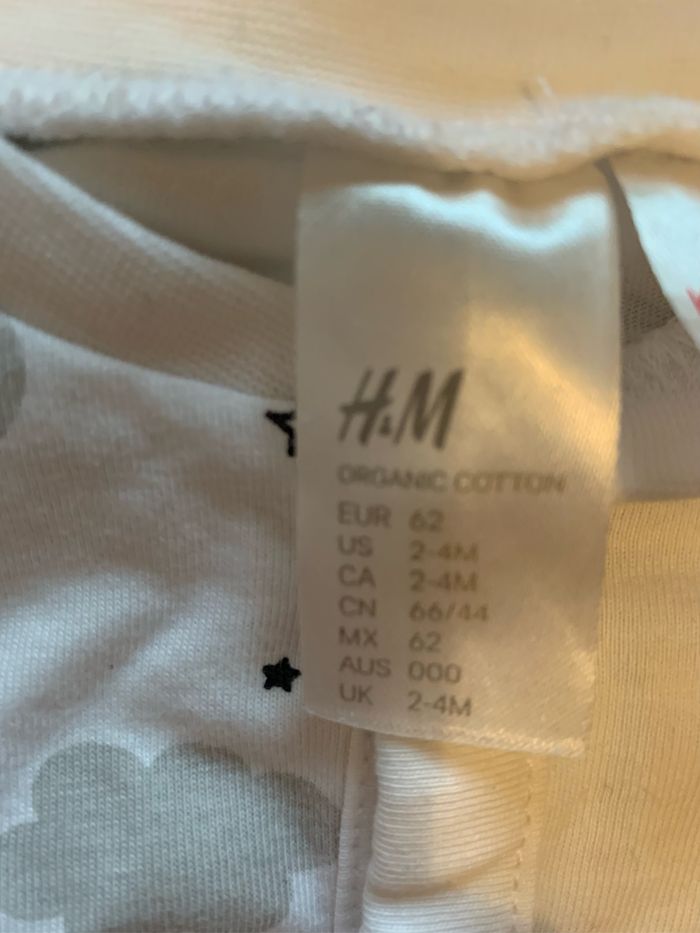 H&M
ORGANIC COTTON
EUR 62
US 2-4M
CA 2-4M
CN 66/44
MX 62
AUS 000
UK 2-4M